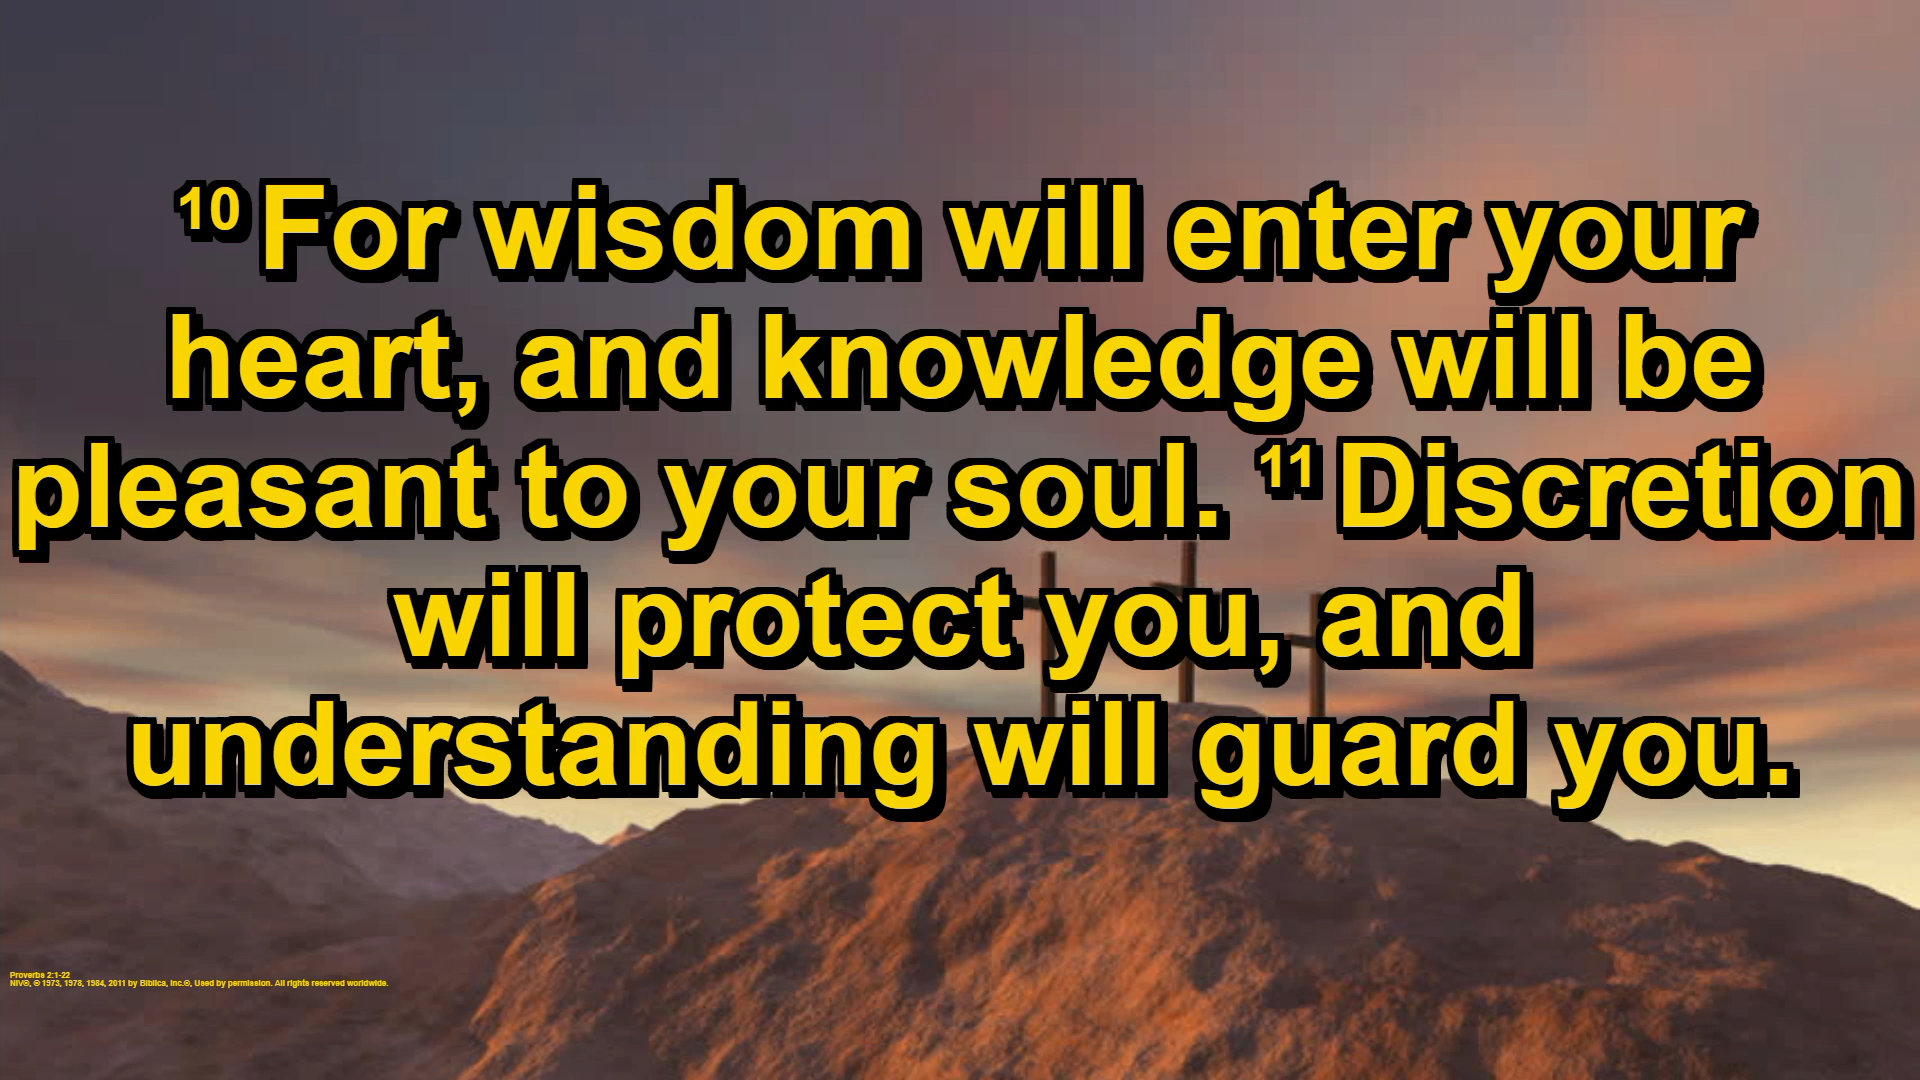 10 For wisdom will enter your
heart, and knowledge will be
pleasant to your soul. 11 Discretion
will protect you, and
understanding will guard you.
Proverbs 2:1-22
NIV®, © 1973, 1978, 1984, 2011 by Biblica, Inc.®, Used by permission. All rights reserved worldwide.